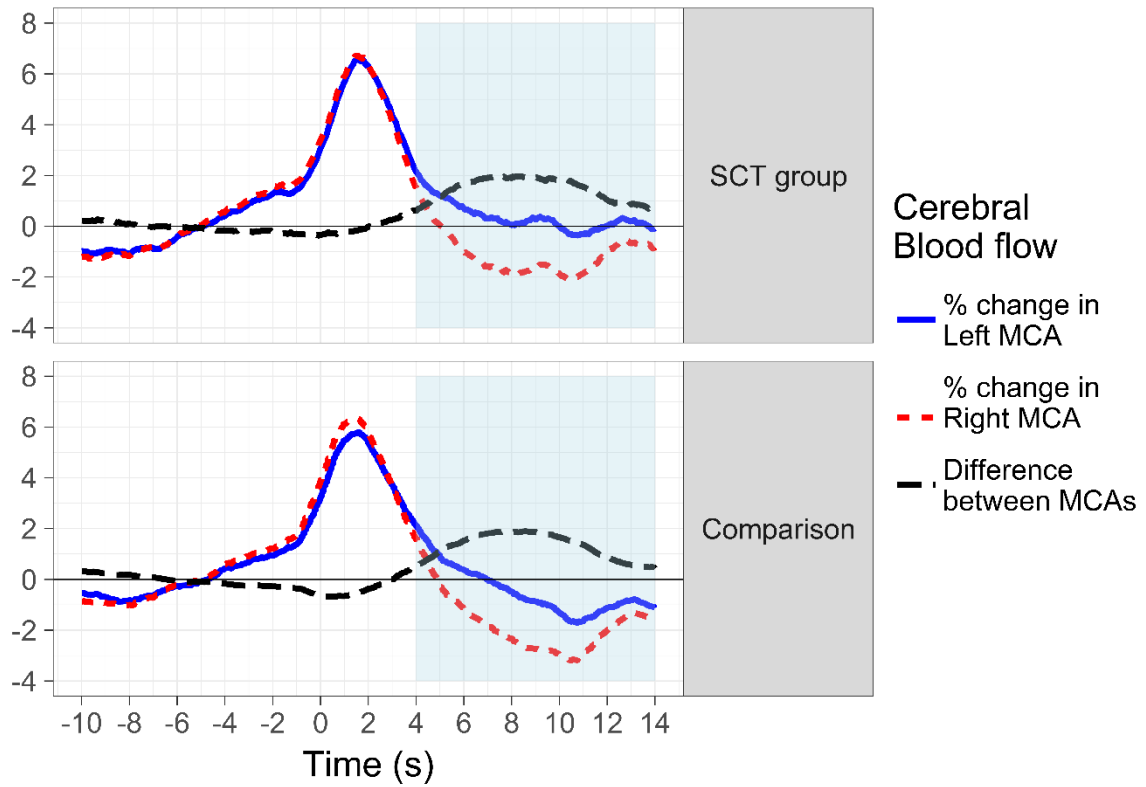 8
6
4
2
0
-2
-4
SCT group
8
6
4
2
0
-2
-4
Comparison
-10 -8 -6 -4 -2 0 2 4 6 8 10 12 14
Time (s)
Cerebral
Blood flow
% change in
Left MCA
% change in
Right MCA
Difference
between MCAs